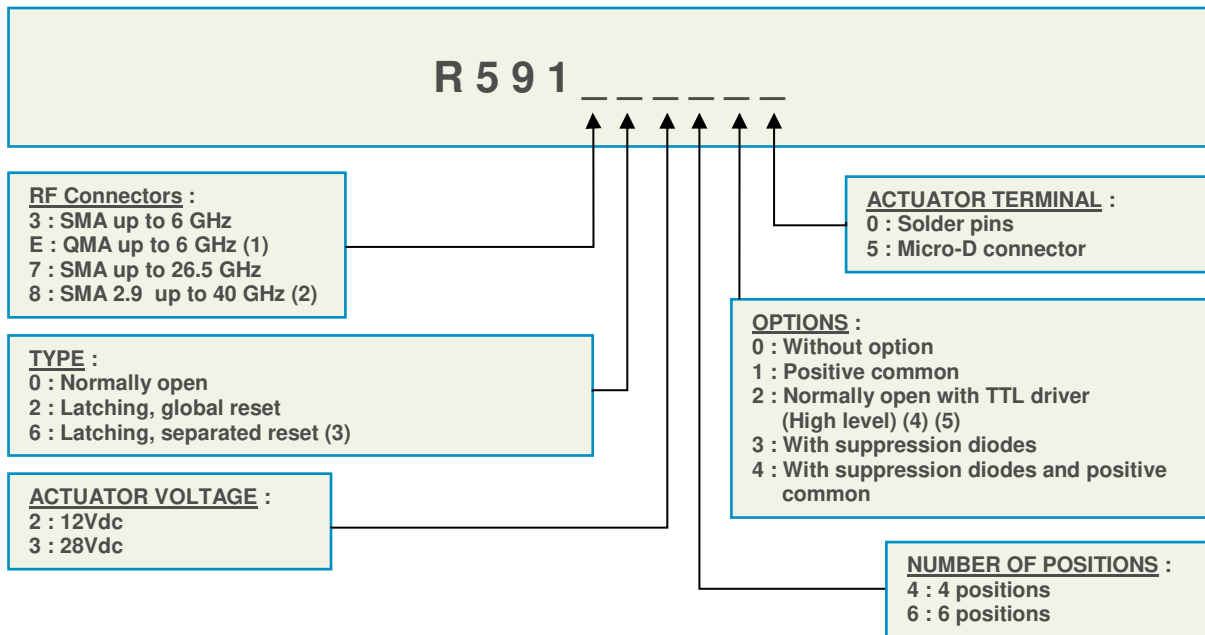 R 5 9 1 _ _ _ _ _ _
RF Connectors :
3 : SMA up to 6 GHz
E : QMA up to 6 GHz (1)
7 : SMA up to 26.5 GHz
8 : SMA 2.9 up to 40 GHz (2)
TYPE :
0 : Normally open
2 : Latching, global reset
6 : Latching, separated reset (3)
ACTUATOR VOLTAGE :
2 : 12Vdc
3 : 28Vdc
ACTUATOR TERMINAL :
0 : Solder pins
5 : Micro-D connector
OPTIONS :
0 : Without option
1 : Positive common
2 : Normally open with TTL driver
(High level) (4) (5)
3 : With suppression diodes
4 : With suppression diodes and positive
common
NUMBER OF POSITIONS :
4 : 4 positions
6 : 6 positions